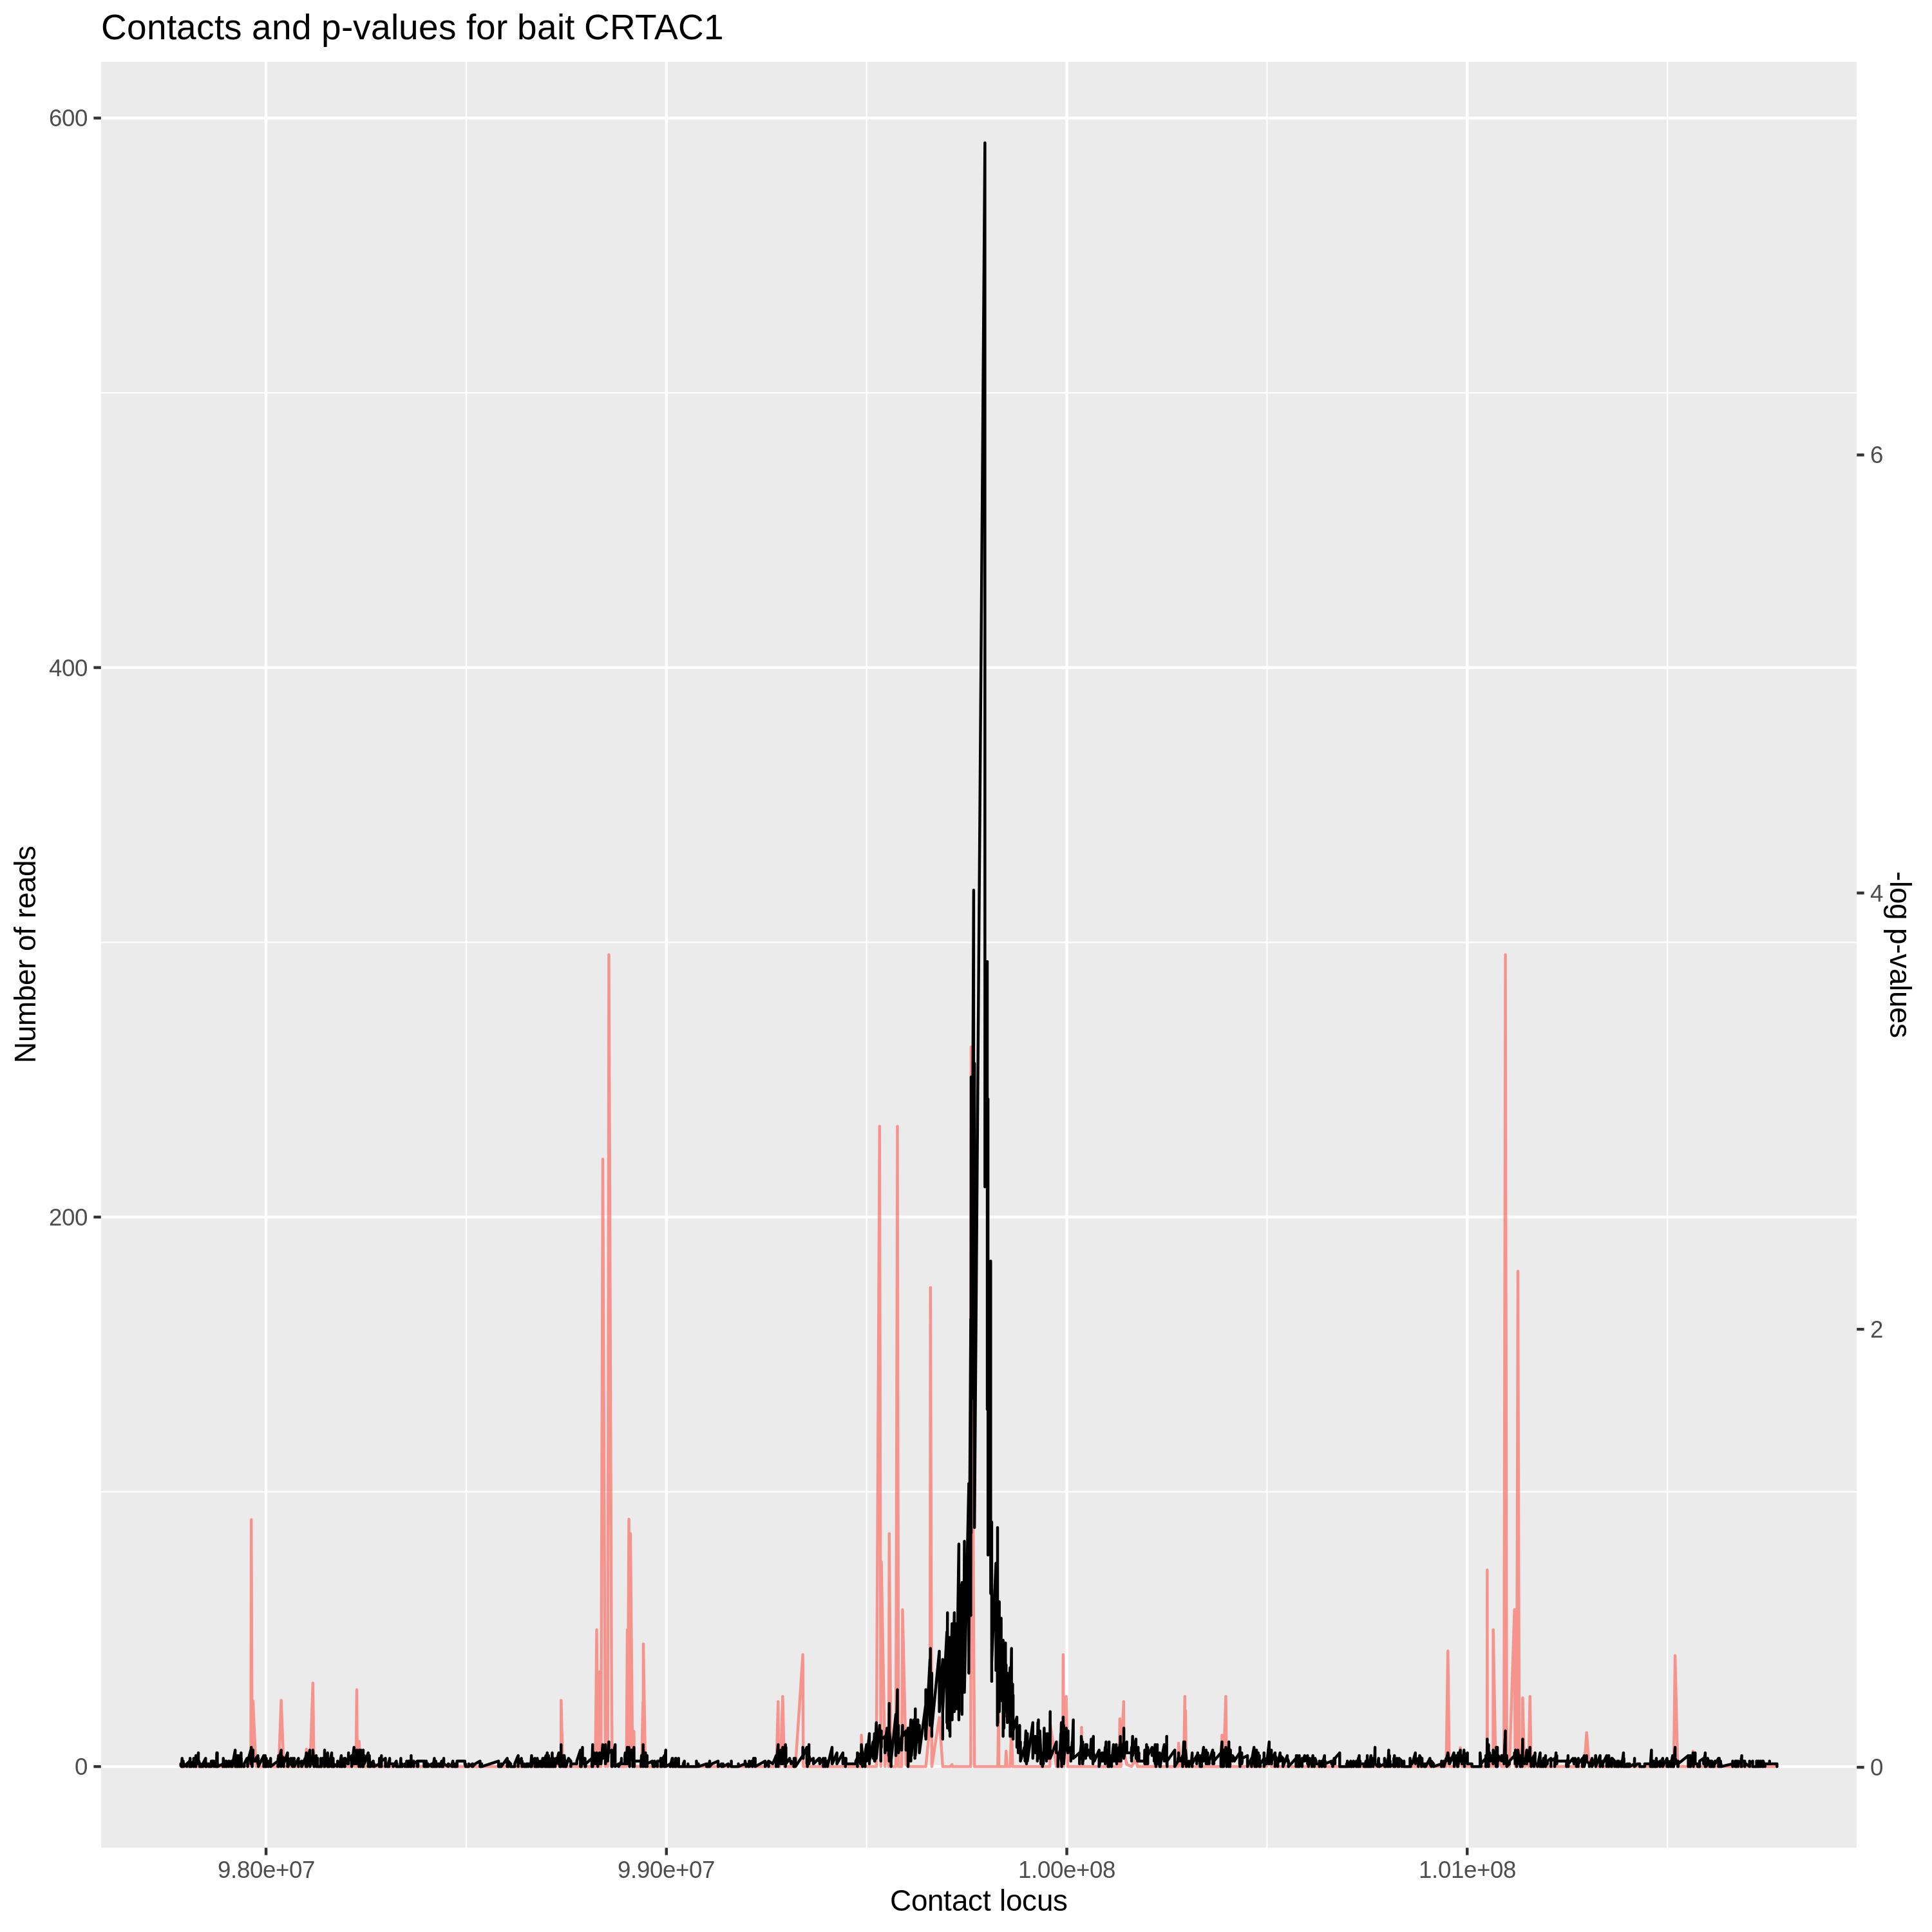 Contacts and p-values for bait CRTAC1
600
400
200
0
Number of reads
6
4
2
0
-log p-values
9.80e+07
9.90e+07
1.00e+08
1.01e+08
Contact locus